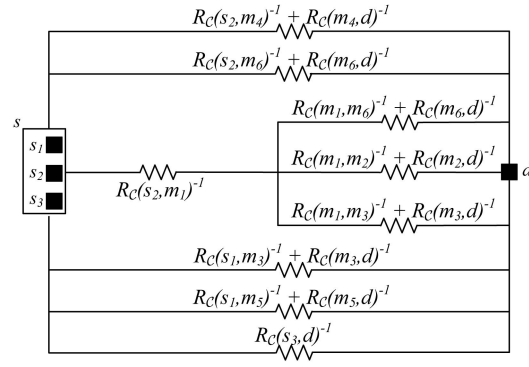 R_C(s_2,m_4)^-1 + R_C(m_4,d)^-1
R_C(s_2,m_6)^-1 + R_C(m_6,d)^-1
R_C(m_1,m_6)^-1 + R_C(m_6,d)^-1
s
s_1
s_2
s_3
R_C(m_1,m_2)^-1 + R_C(m_2,d)^-1
d
R_C(s_2,m_1)^-1
R_C(m_1,m_3)^-1 + R_C(m_3,d)^-1
R_C(s_1,m_3)^-1 + R_C(m_3,d)^-1
R_C(s_1,m_5)^-1 + R_C(m_5,d)^-1
R_C(s_3,d)^-1